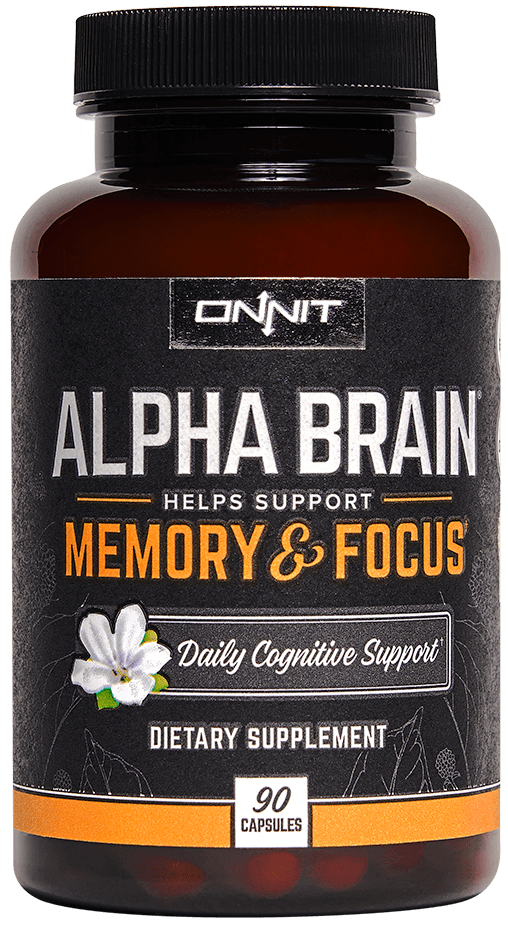 ONNIT
ALPHA BRAIN®
HELPS SUPPORT
MEMORY & FOCUS†
Daily Cognitive Support†
DIETARY SUPPLEMENT
90
CAPSULES